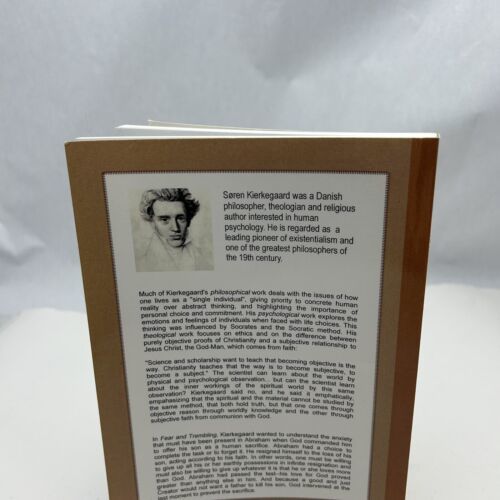 Søren Kierkegaard was a Danish
philosopher, theologian and religious
author interested in human
psychology. He is regarded as a
leading pioneer of existentialism and
one of the greatest philosophers of
the 19th century.
Much of Kierkegaard's philosophical work deals with the issues of how
one lives as a "single individual", giving priority to concrete human
reality over abstract thinking, and highlighting the importance of
personal choice and commitment. His psychological work explores the
emotions and feelings of individuals when faced with life choices. This
thinking was influenced by Socrates and the Socratic method. His
theological work focuses on ethics and on the difference between
purely objective proofs of Christianity and a subjective relationship to
Jesus Christ, the God-Man, which comes from faith:
"Science and scholarship want to teach that becoming objective is the
way. Christianity teaches that the way is to become subjective, to
become a subject." The scientist can learn about the world by
physical and psychological observation... but can the scientist learn
about the inner workings of the spiritual world by this same
observation? Kierkegaard said no, and he said it emphatically,
empahasizing that the spiritual and the material cannot be studied by
the same method, that both hold truth, but that one comes through
objective reason through worldly knowledge and the other through
subjective faith from communion with God.
In Fear and Trembling, Kierkegaard wanted to understand the anxiety
that must have been present in Abraham when God commanded him
to offer his son as a human sacrifice. Abraham had a choice to
complete the task or to forget it. He resigned himself to the loss of his
son, acting according to his faith. In other words, one must be willing
to give up all his or her earthly possessions in infinite resignation and
must also be willing to give up whatever it is that he or she loves more
than God. Abraham had passed the test--his love for God proved
greater than anything else in him. And because a good and just
Creator would not want a father to kill his son, God intervened at the
last moment to prevent the sacrifice.